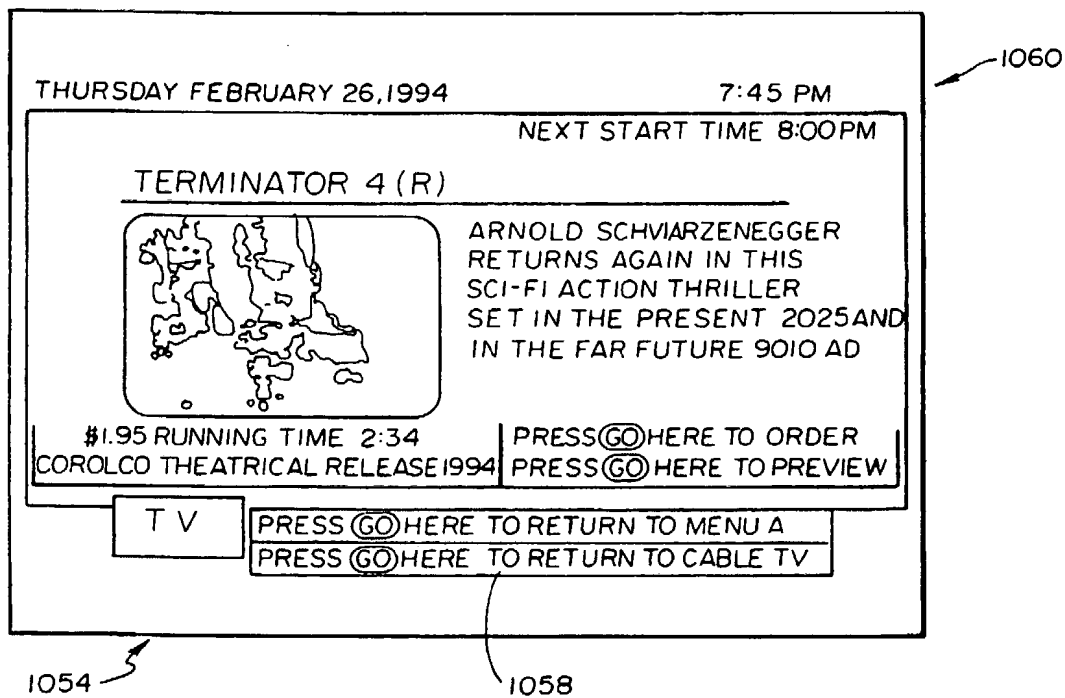 1060
THURSDAY FEBRUARY 26,1994 7:45 PM
NEXT START TIME 8:00PM
TERMINATOR 4 (R)
ARNOLD SCHVIARZENEGGER
RETURNS AGAIN IN THIS
SCI-FI ACTION THRILLER
SET IN THE PRESENT 2025 AND
IN THE FAR FUTURE 9010 AD
$1.95 RUNNING TIME 2:34
COROLCO THEATRICAL RELEASE 1994
PRESS GO HERE TO ORDER
PRESS GO HERE TO PREVIEW
TV
PRESS GO HERE TO RETURN TO MENU A
PRESS GO HERE TO RETURN TO CABLE TV
1054
1058